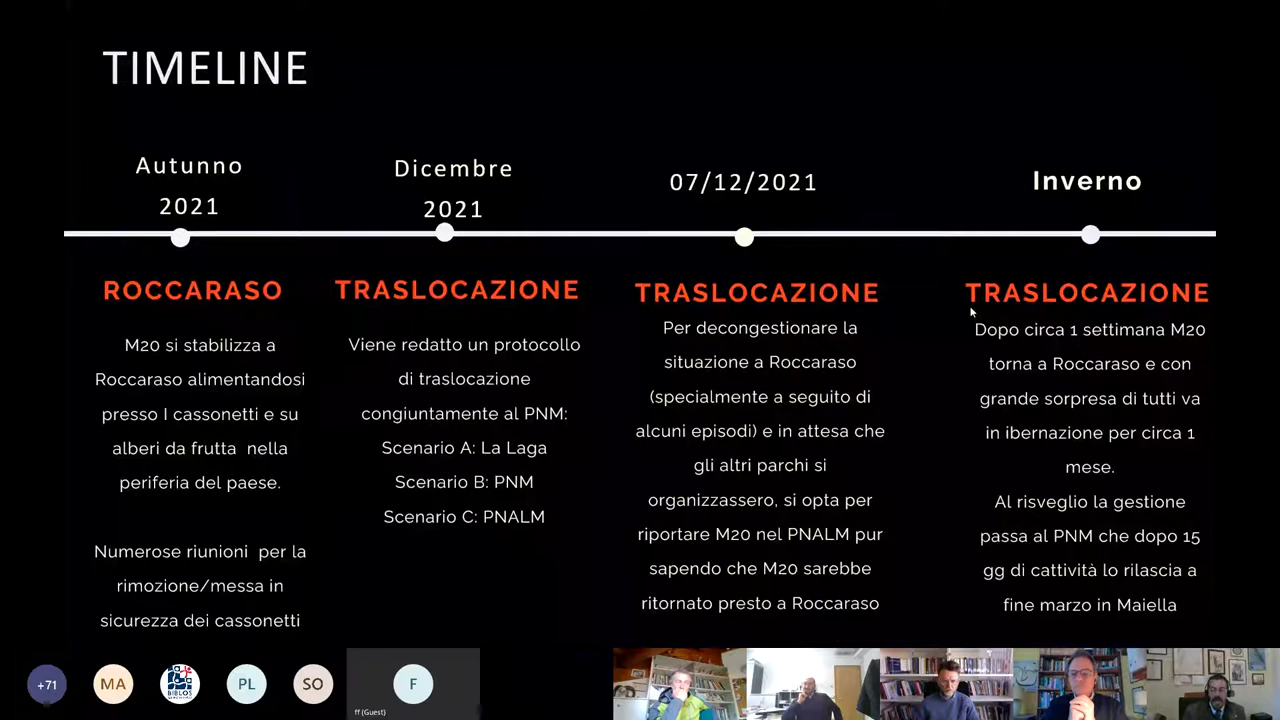 TIMELINE
Autunno
2021
ROCCARASO
M20 si stabilizza a
Roccaraso alimentandosi
presso I cassonetti e su
alberi da frutta nella
periferia del paese.
Numerose riunioni per la
rimozione/messa in
sicurezza dei cassonetti
Dicembre
2021
TRASLOCAZIONE
Viene redatto un protocollo
di traslocazione
congiuntamente al PNM:
Scenario A: La Laga
Scenario B: PNM
Scenario C: PNALM
07/12/2021
TRASLOCAZIONE
Per decongestionare la
situazione a Roccaraso
(specialmente a seguito di
alcuni episodi) e in attesa che
gli altri parchi si
organizzassero, si opta per
riportare M20 nel PNALM pur
sapendo che M20 sarebbe
ritornato presto a Roccaraso
Inverno
TRASLOCAZIONE
Dopo circa 1 settimana M20
torna a Roccaraso e con
grande sorpresa di tutti va
in ibernazione per circa 1
mese.
Al risveglio la gestione
passa al PNM che dopo 15
gg di cattività lo rilascia a
fine marzo in Maiella
+71
MA
BIBLOS
PL
SO
F
ff (Guest)